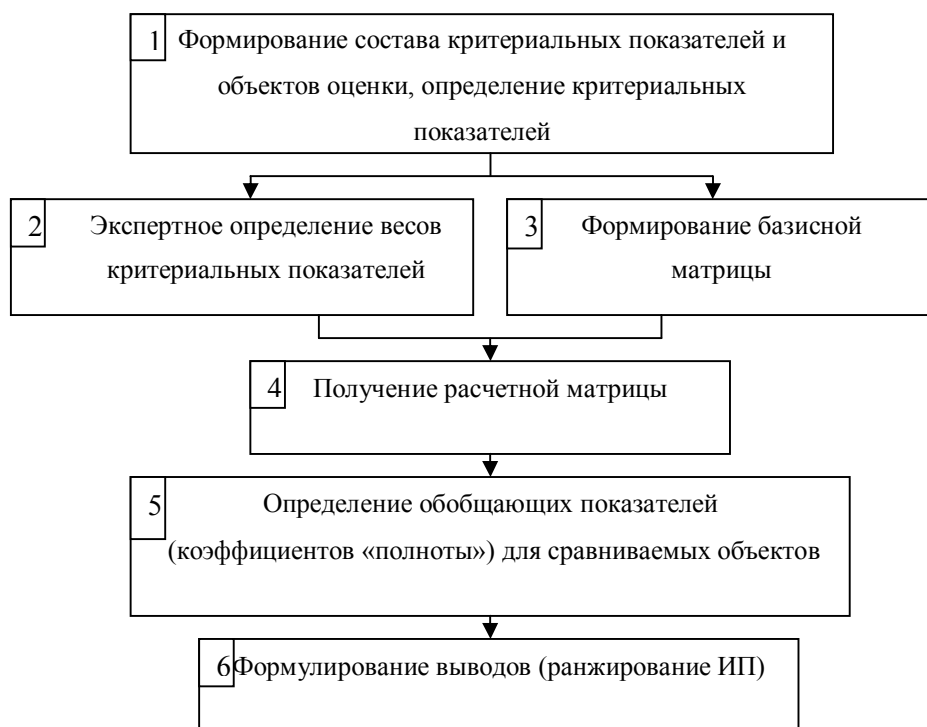 1
Формирование состава критериальных показателей и
объектов оценки, определение критериальных
показателей
2
Экспертное определение весов
критериальных показателей
3
Формирование базисной
матрицы
4
Получение расчетной матрицы
5
Определение обобщающих показателей
(коэффициентов «полноты») для сравниваемых объектов
6
Формулирование выводов (ранжирование ИП)